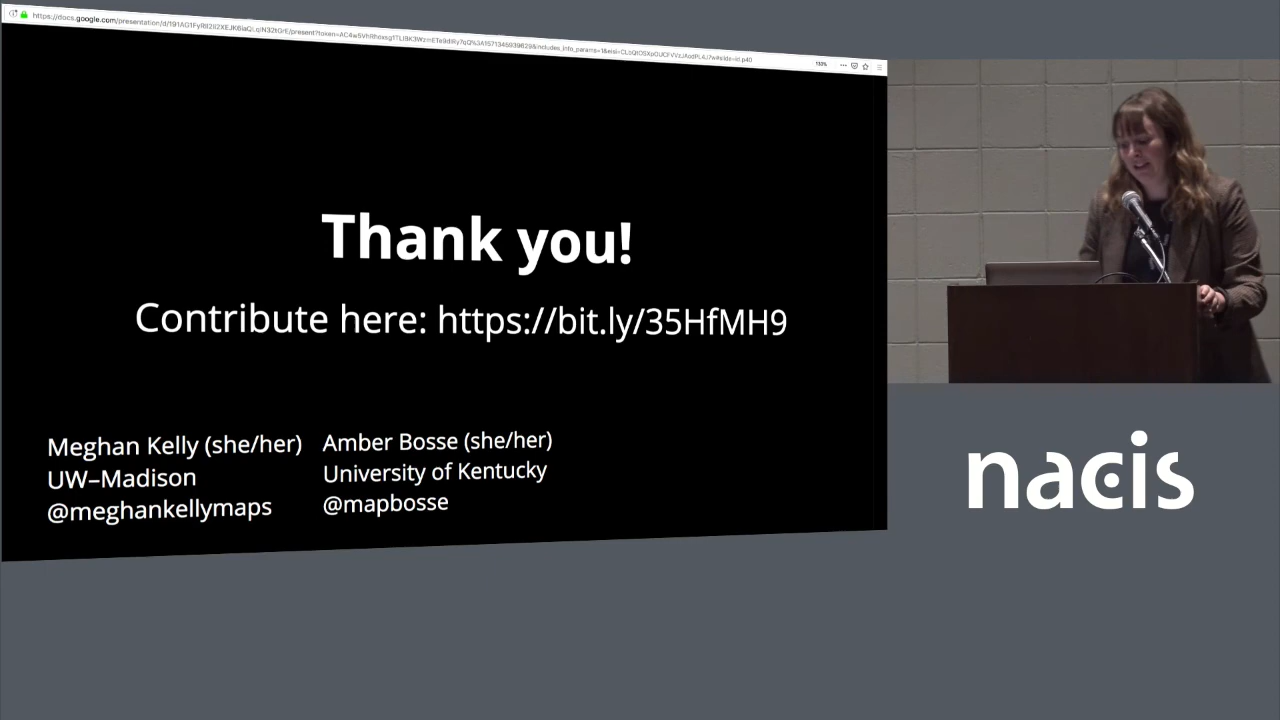 Thank you!
Contribute here: https://bit.ly/35HfMH9
Meghan Kelly (she/her)
UW–Madison
@meghankellymaps
Amber Bosse (she/her)
University of Kentucky
@mapbosse
nacis